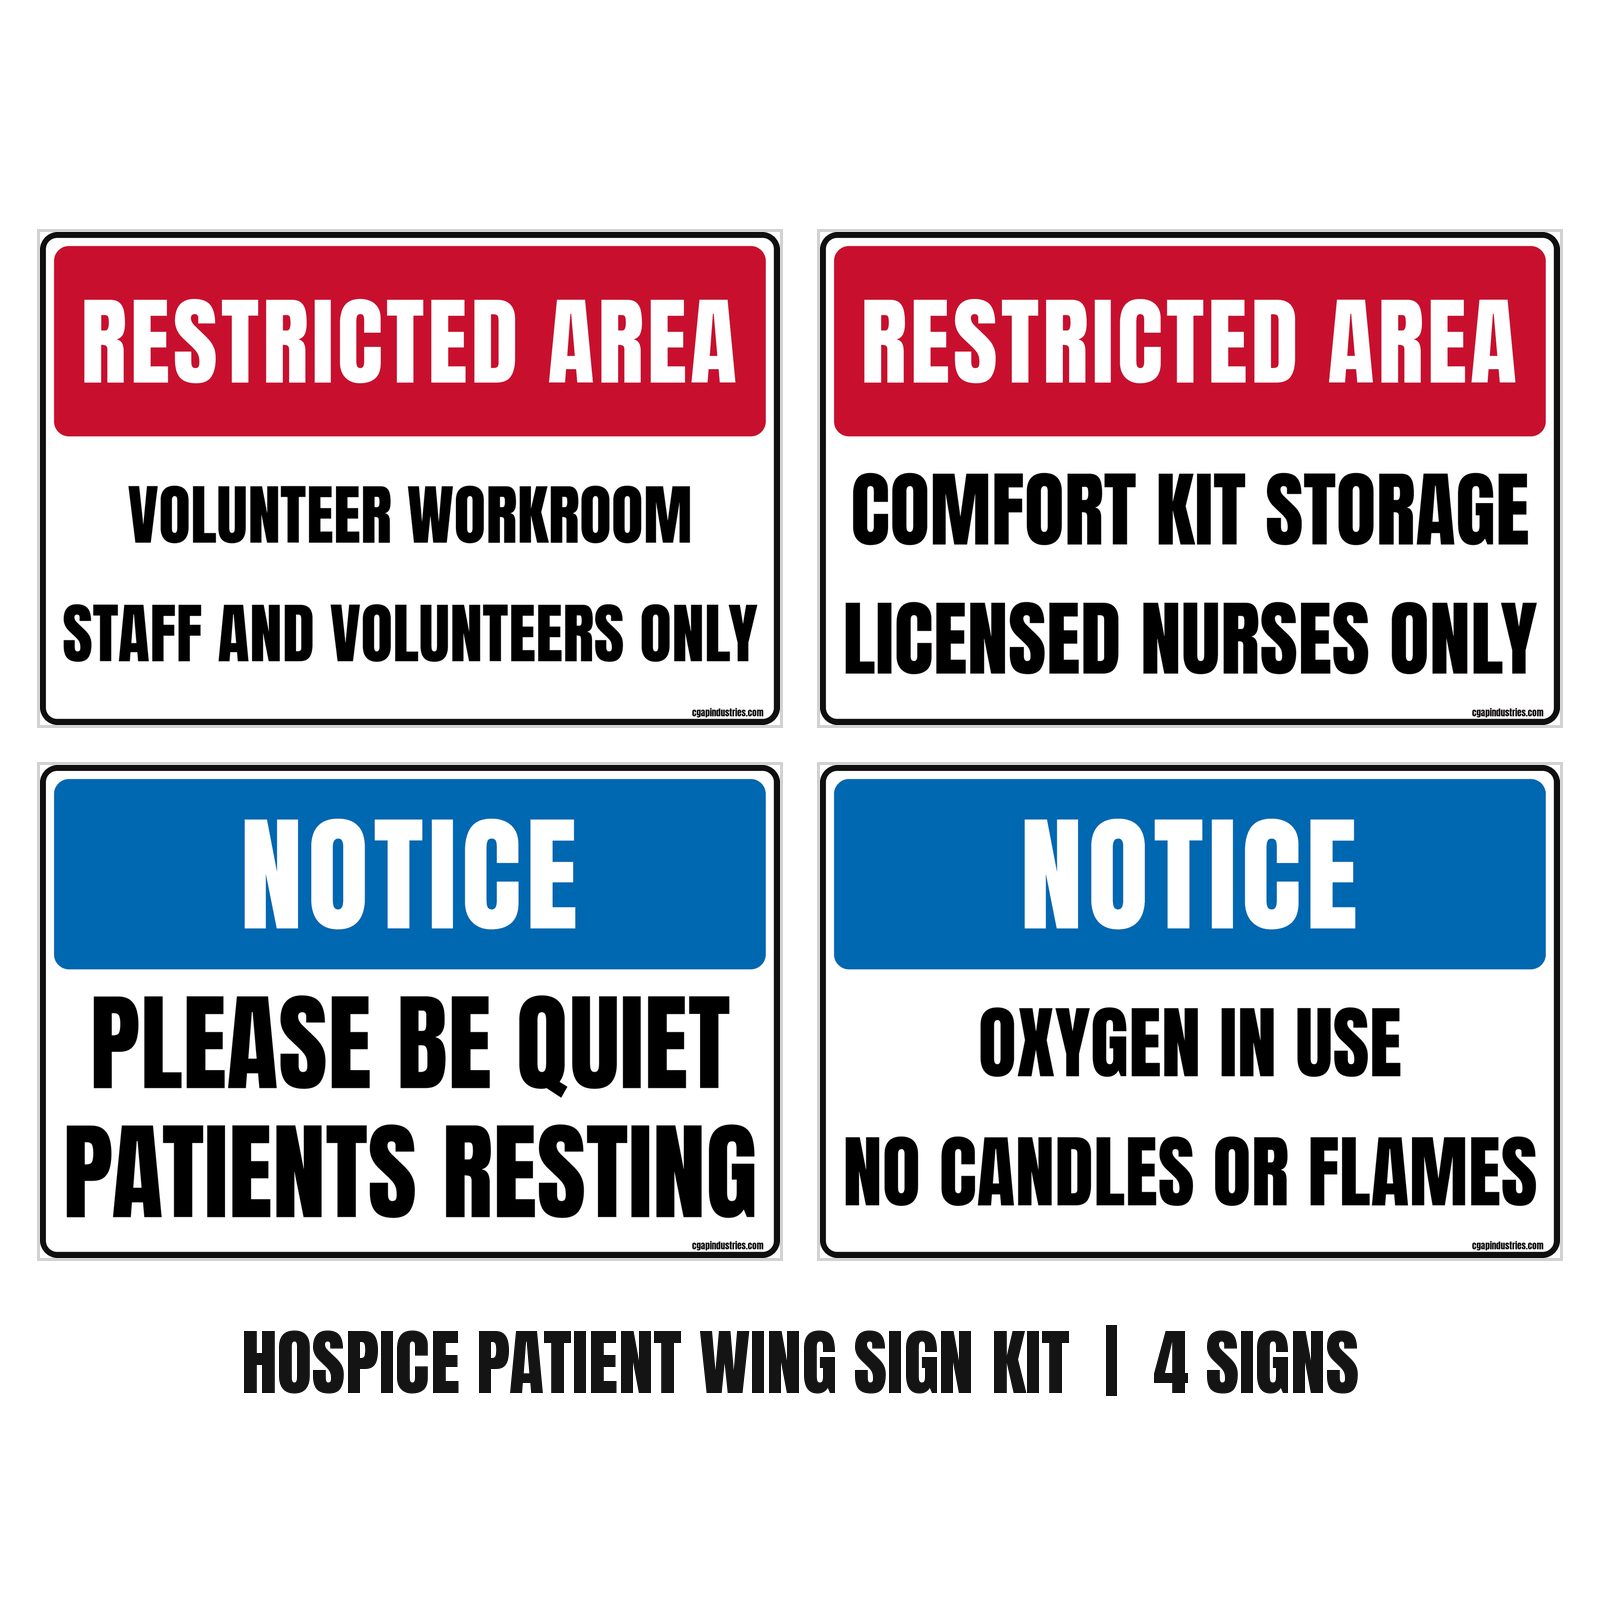 RESTRICTED AREA
VOLUNTEER WORKROOM
STAFF AND VOLUNTEERS ONLY
cgapindustries.com
RESTRICTED AREA
COMFORT KIT STORAGE
LICENSED NURSES ONLY
cgapindustries.com
NOTICE
PLEASE BE QUIET
PATIENTS RESTING
cgapindustries.com
NOTICE
OXYGEN IN USE
NO CANDLES OR FLAMES
cgapindustries.com
HOSPICE PATIENT WING SIGN KIT | 4 SIGNS